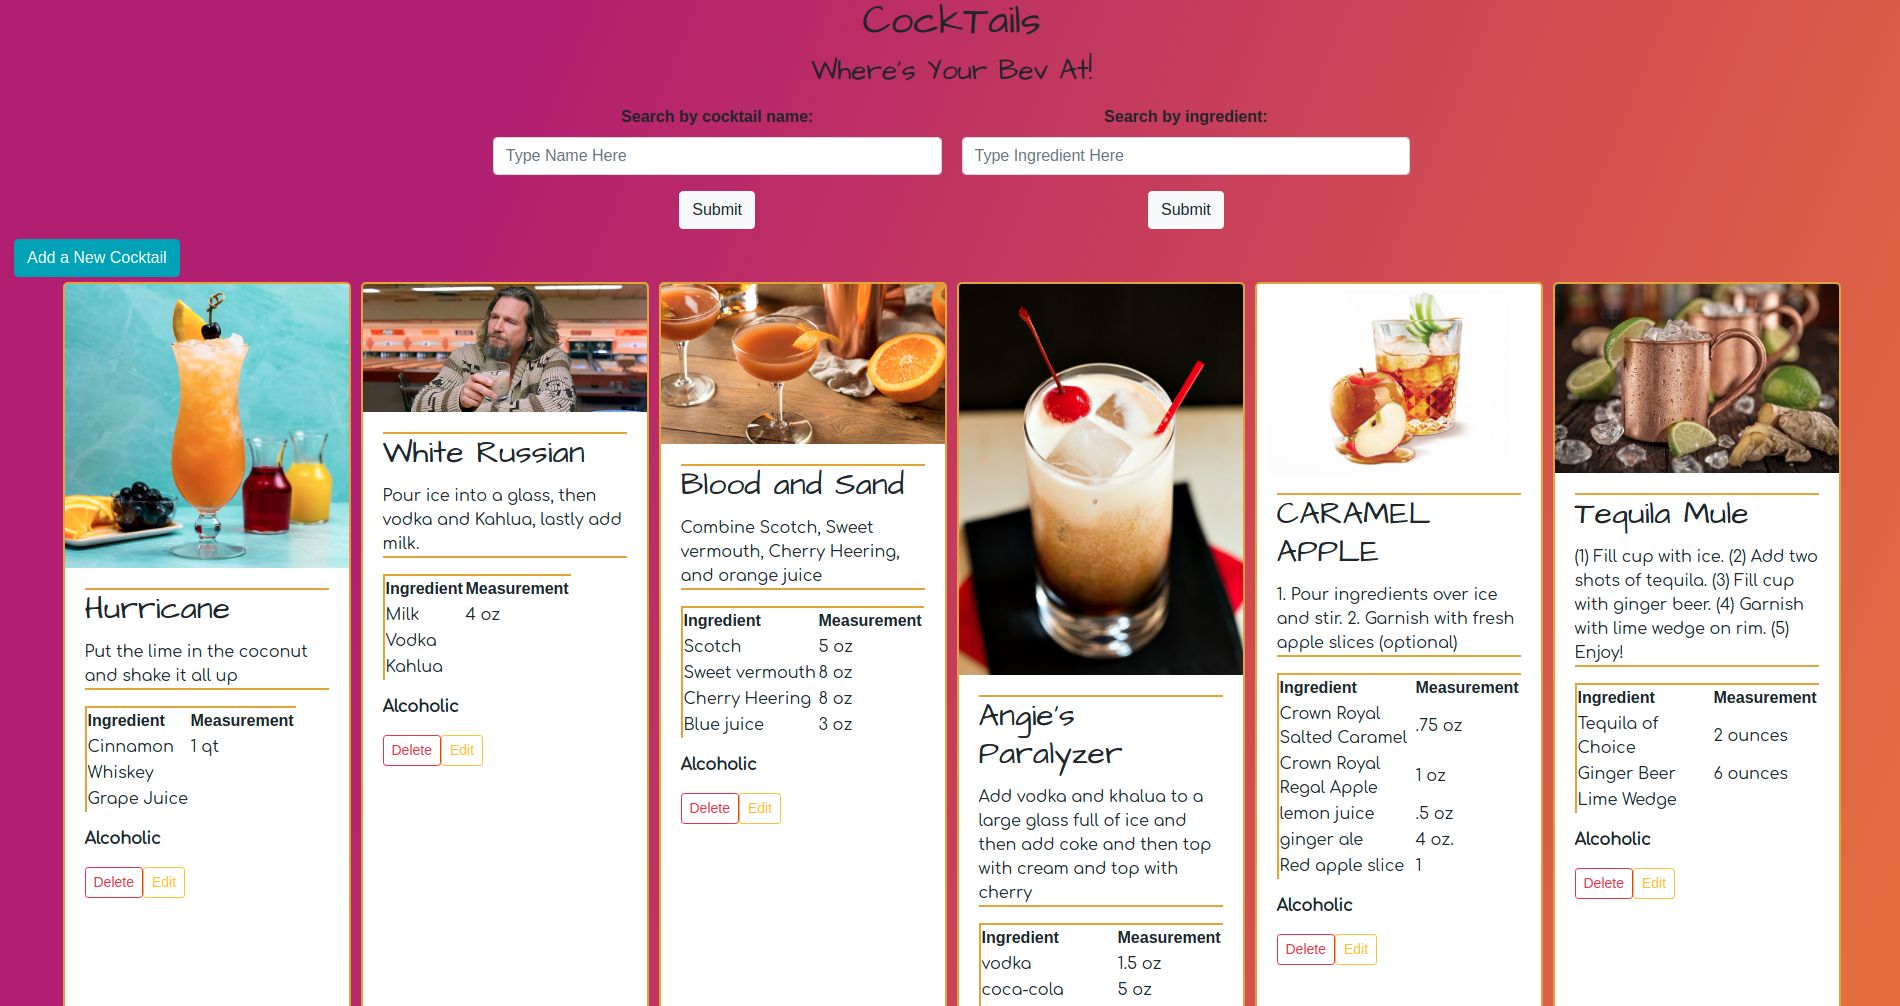 CockTails
Where's Your Bev At!
Search by cocktail name:
Search by ingredient:
Type Name Here
Type Ingredient Here
Submit
Submit
Add a New Cocktail
Hurricane
Put the lime in the coconut
and shake it all up
Ingredient Measurement
Cinnamon 1 qt
Whiskey
Grape Juice
Alcoholic
Delete Edit
White Russian
Pour ice into a glass, then
vodka and Kahlua, lastly add
milk.
Ingredient Measurement
Milk 4 oz
Vodka
Kahlua
Alcoholic
Delete Edit
Blood and Sand
Combine Scotch, Sweet
vermouth, Cherry Heering,
and orange juice
Ingredient Measurement
Scotch 5 oz
Sweet vermouth 8 oz
Cherry Heering 8 oz
Blue juice 3 oz
Alcoholic
Delete Edit
Angie's
Paralyzer
Add vodka and khalua to a
large glass full of ice and
then add coke and then top
with cream and top with
cherry
Ingredient Measurement
vodka 1.5 oz
coca-cola 5 oz
CARAMEL
APPLE
1. Pour ingredients over ice
and stir. 2. Garnish with fresh
apple slices (optional)
Ingredient Measurement
Crown Royal
Salted Caramel .75 oz
Crown Royal
Regal Apple 1 oz
lemon juice .5 oz
ginger ale 4 oz.
Red apple slice 1
Alcoholic
Delete Edit
Tequila Mule
(1) Fill cup with ice. (2) Add two
shots of tequila. (3) Fill cup
with ginger beer. (4) Garnish
with lime wedge on rim. (5)
Enjoy!
Ingredient Measurement
Tequila of
Choice 2 ounces
Ginger Beer 6 ounces
Lime Wedge
Alcoholic
Delete Edit